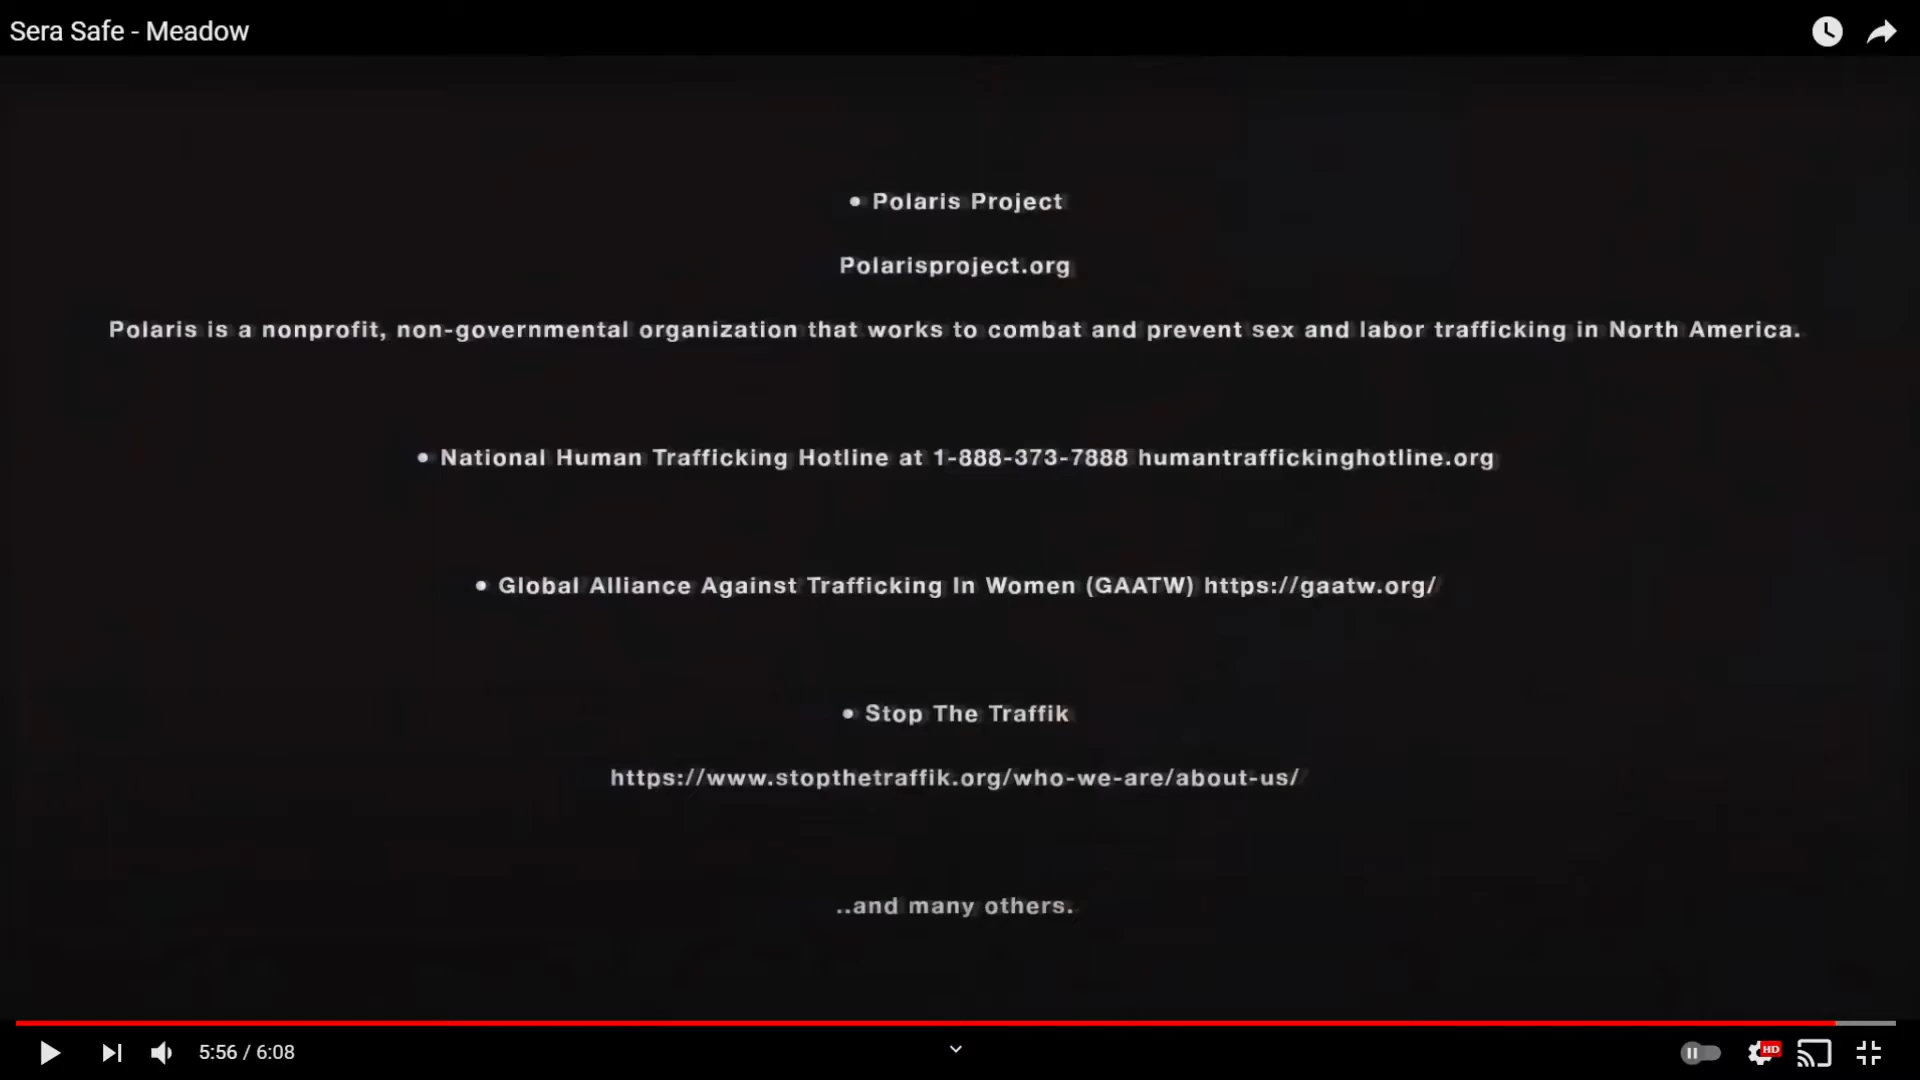 Sera Safe - Meadow
• Polaris Project
Polarisproject.org
Polaris is a nonprofit, non-governmental organization that works to combat and prevent sex and labor trafficking in North America.
• National Human Trafficking Hotline at 1-888-373-7888 humantraffickinghotline.org
• Global Alliance Against Trafficking In Women (GAATW) https://gaatw.org/
• Stop The Traffik
https://www.stopthetraffik.org/who-we-are/about-us/
..and many others.
5:56 / 6:08
HD